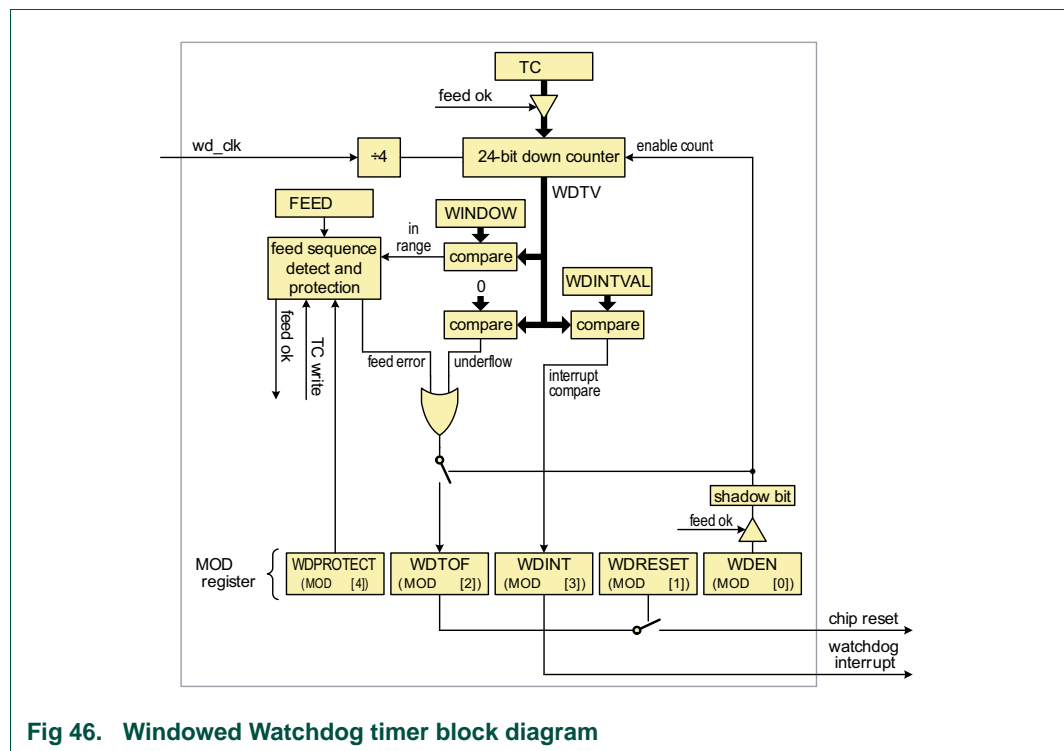 TC
feed ok
wd_clk
÷4
24-bit down counter
enable count
WDTV
FEED
WINDOW
in
range
feed sequence
detect and
protection
compare
WDINTVAL
0
compare
compare
feed ok
TC write
feed error
underflow
interrupt
compare
shadow bit
feed ok
MOD
register
WDPROTECT
(MOD [4])
WDTOF
(MOD [2])
WDINT
(MOD [3])
WDRESET
(MOD [1])
WDEN
(MOD [0])
chip reset
watchdog
interrupt
Fig 46. Windowed Watchdog timer block diagram